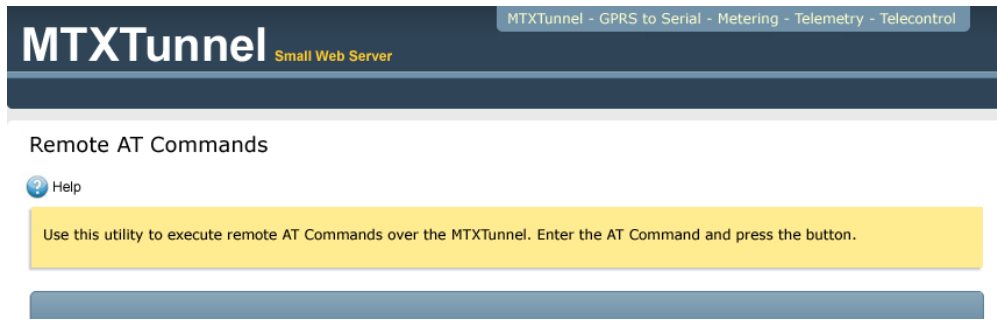 MTXTunnel - GPRS to Serial - Metering - Telemetry - Telecontrol
MTXTunnel Small Web Server
Remote AT Commands
? Help
Use this utility to execute remote AT Commands over the MTXTunnel. Enter the AT Command and press the button.